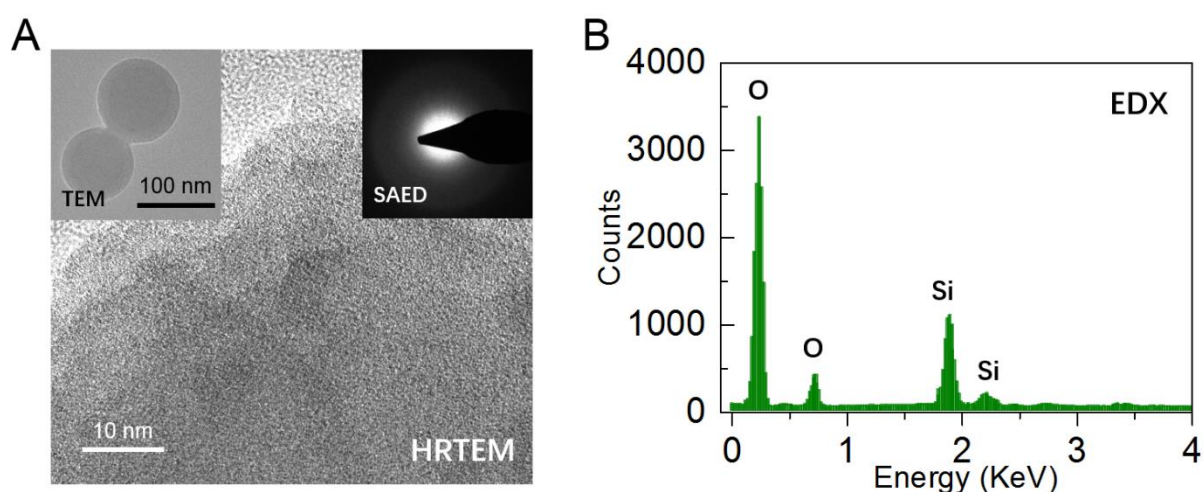 A
TEM
100 nm
SAED
10 nm
HRTEM
B
4000
3000
2000
1000
0
Counts
EDX
O
O
Si
Si
0
1
2
3
4
Energy (KeV)